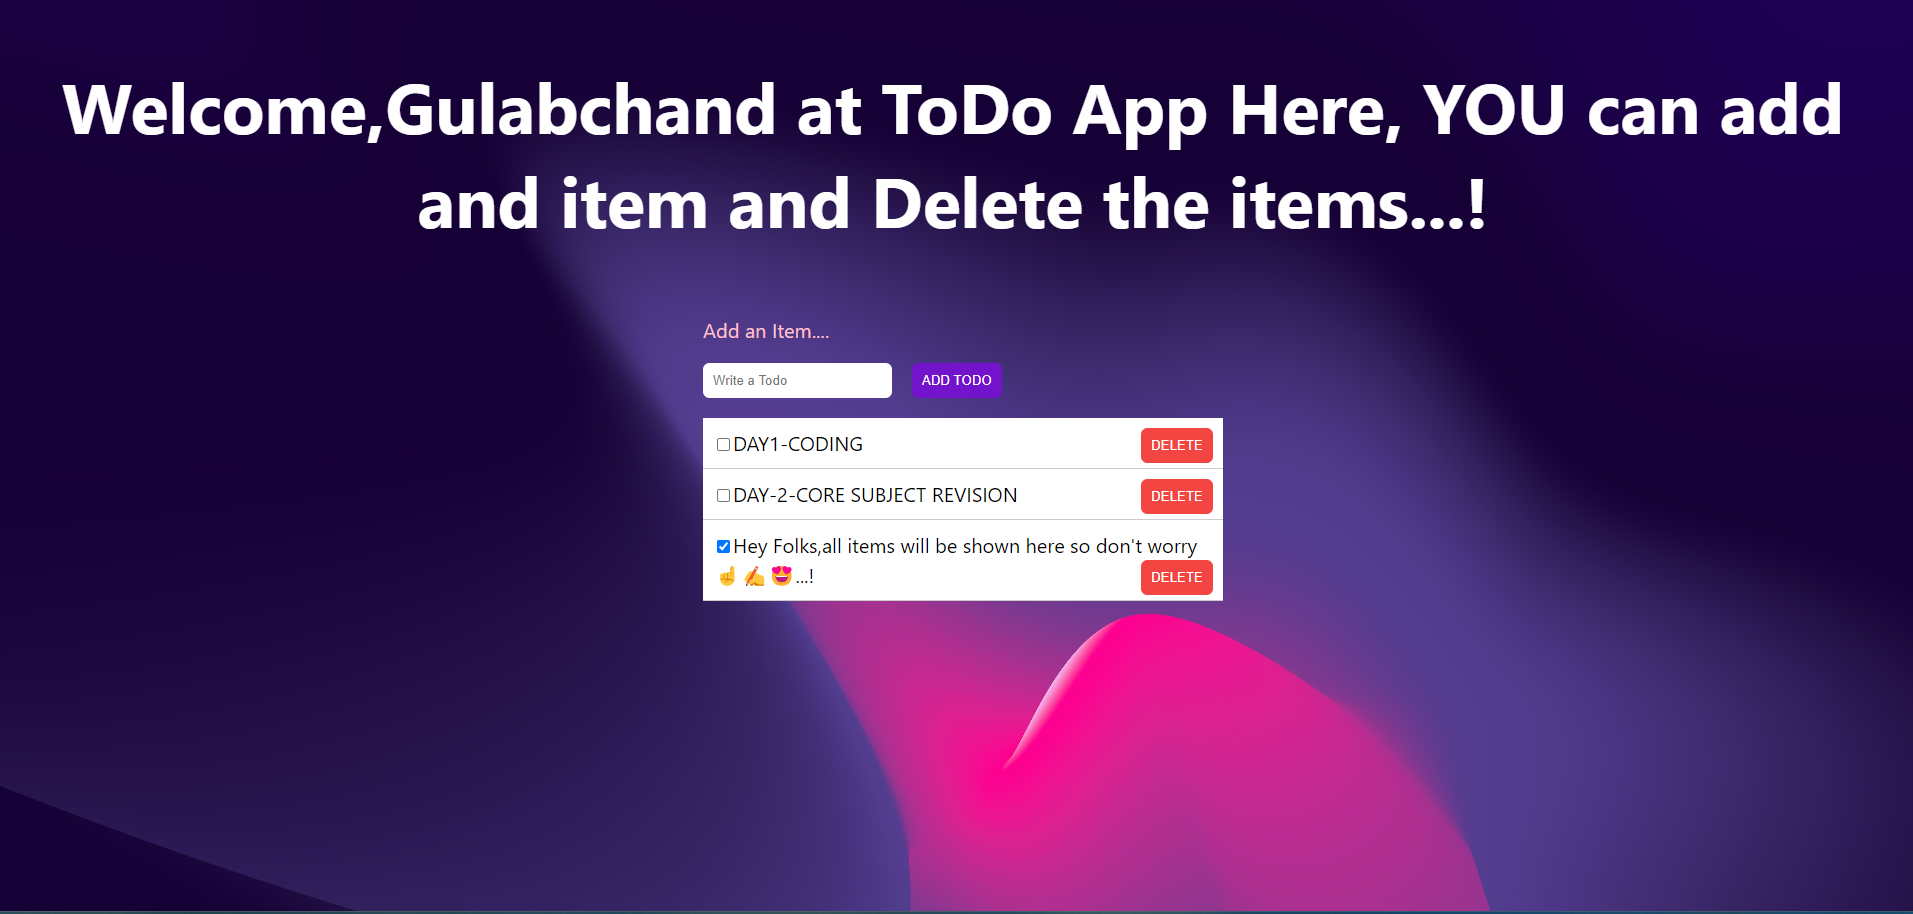 Welcome,Gulabchand at ToDo App Here, YOU can add
and item and Delete the items...!
Add an Item....
Write a Todo
ADD TODO
DAY1-CODING
DELETE
DAY-2-CORE SUBJECT REVISION
DELETE
Hey Folks,all items will be shown here so don't worry
☝️✍️😍...!
DELETE